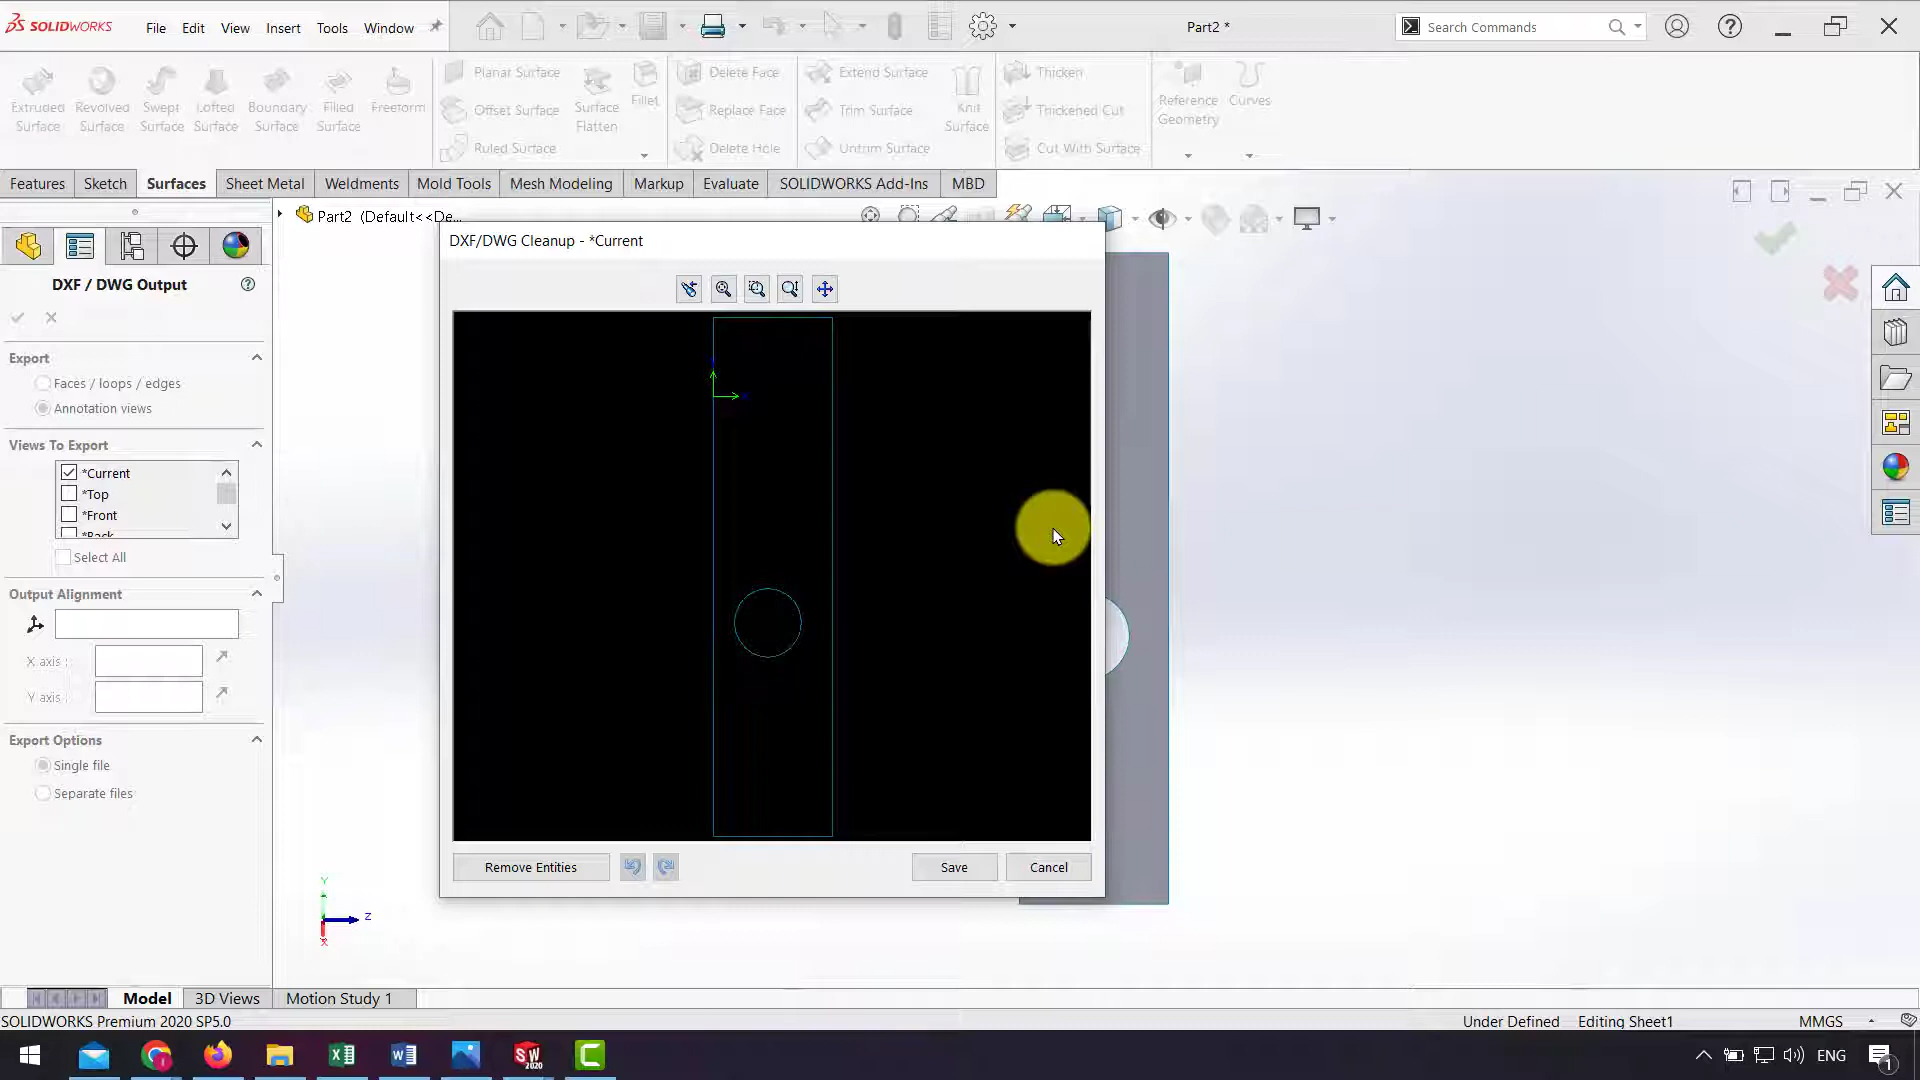 SOLIDWORKS File Edit View Insert Tools Window Part2 * Search Commands
Extruded Surface
Revolved Surface
Swept Surface
Lofted Surface
Boundary Surface
Filled Surface
Freeform
Planar Surface
Offset Surface
Ruled Surface
Surface Flatten
Fillet
Delete Face
Replace Face
Delete Hole
Extend Surface
Trim Surface
Untrim Surface
Knit Surface
Thicken
Thickened Cut
Cut With Surface
Reference Geometry
Curves
Features Sketch Surfaces Sheet Metal Weldments Mold Tools Mesh Modeling Markup Evaluate SOLIDWORKS Add-Ins MBD
Part2 (Default<<De...
DXF/DWG Cleanup - *Current
DXF / DWG Output
Export
Faces / loops / edges
Annotation views
Views To Export
*Current
*Top
*Front
*Back
Select All
Output Alignment
X axis :
Y axis :
Export Options
Single file
Separate files
Remove Entities Save Cancel
Y
Z
X
Model 3D Views Motion Study 1
SOLIDWORKS Premium 2020 SP5.0 Under Defined Editing Sheet1 MMGS
SW 2020
ENG
1